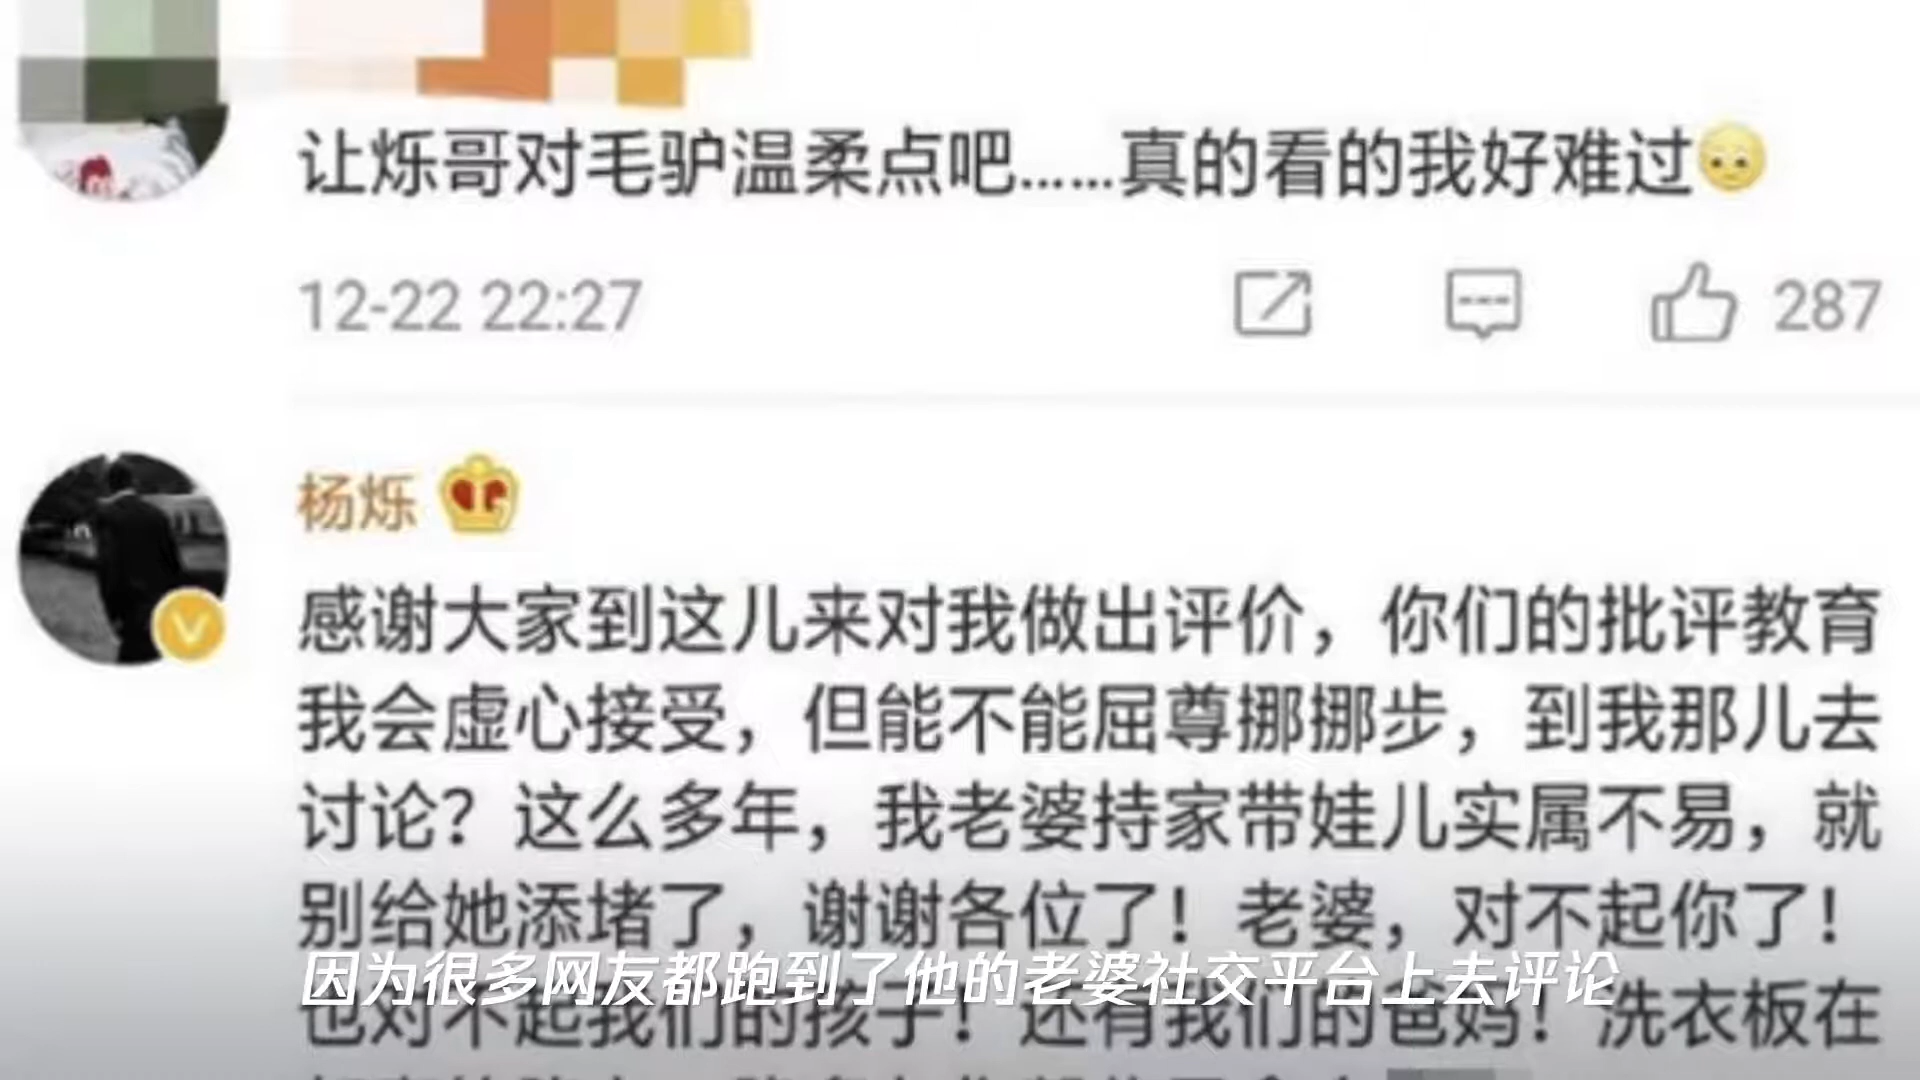 让烁哥对毛驴温柔点吧……真的看的我好难过
12-22 22:27
287
杨烁
感谢大家到这儿来对我做出评价，你们的批评教育
我会虚心接受，但能不能屈尊挪挪步，到我那儿去
讨论？这么多年，我老婆持家带娃儿实属不易，就
别给她添堵了，谢谢各位了！老婆，对不起你了！
因为很多网友都跑到了他的老婆社交平台上去评论
也对不起我们的孩子！还有我们的爸妈！洗衣板在